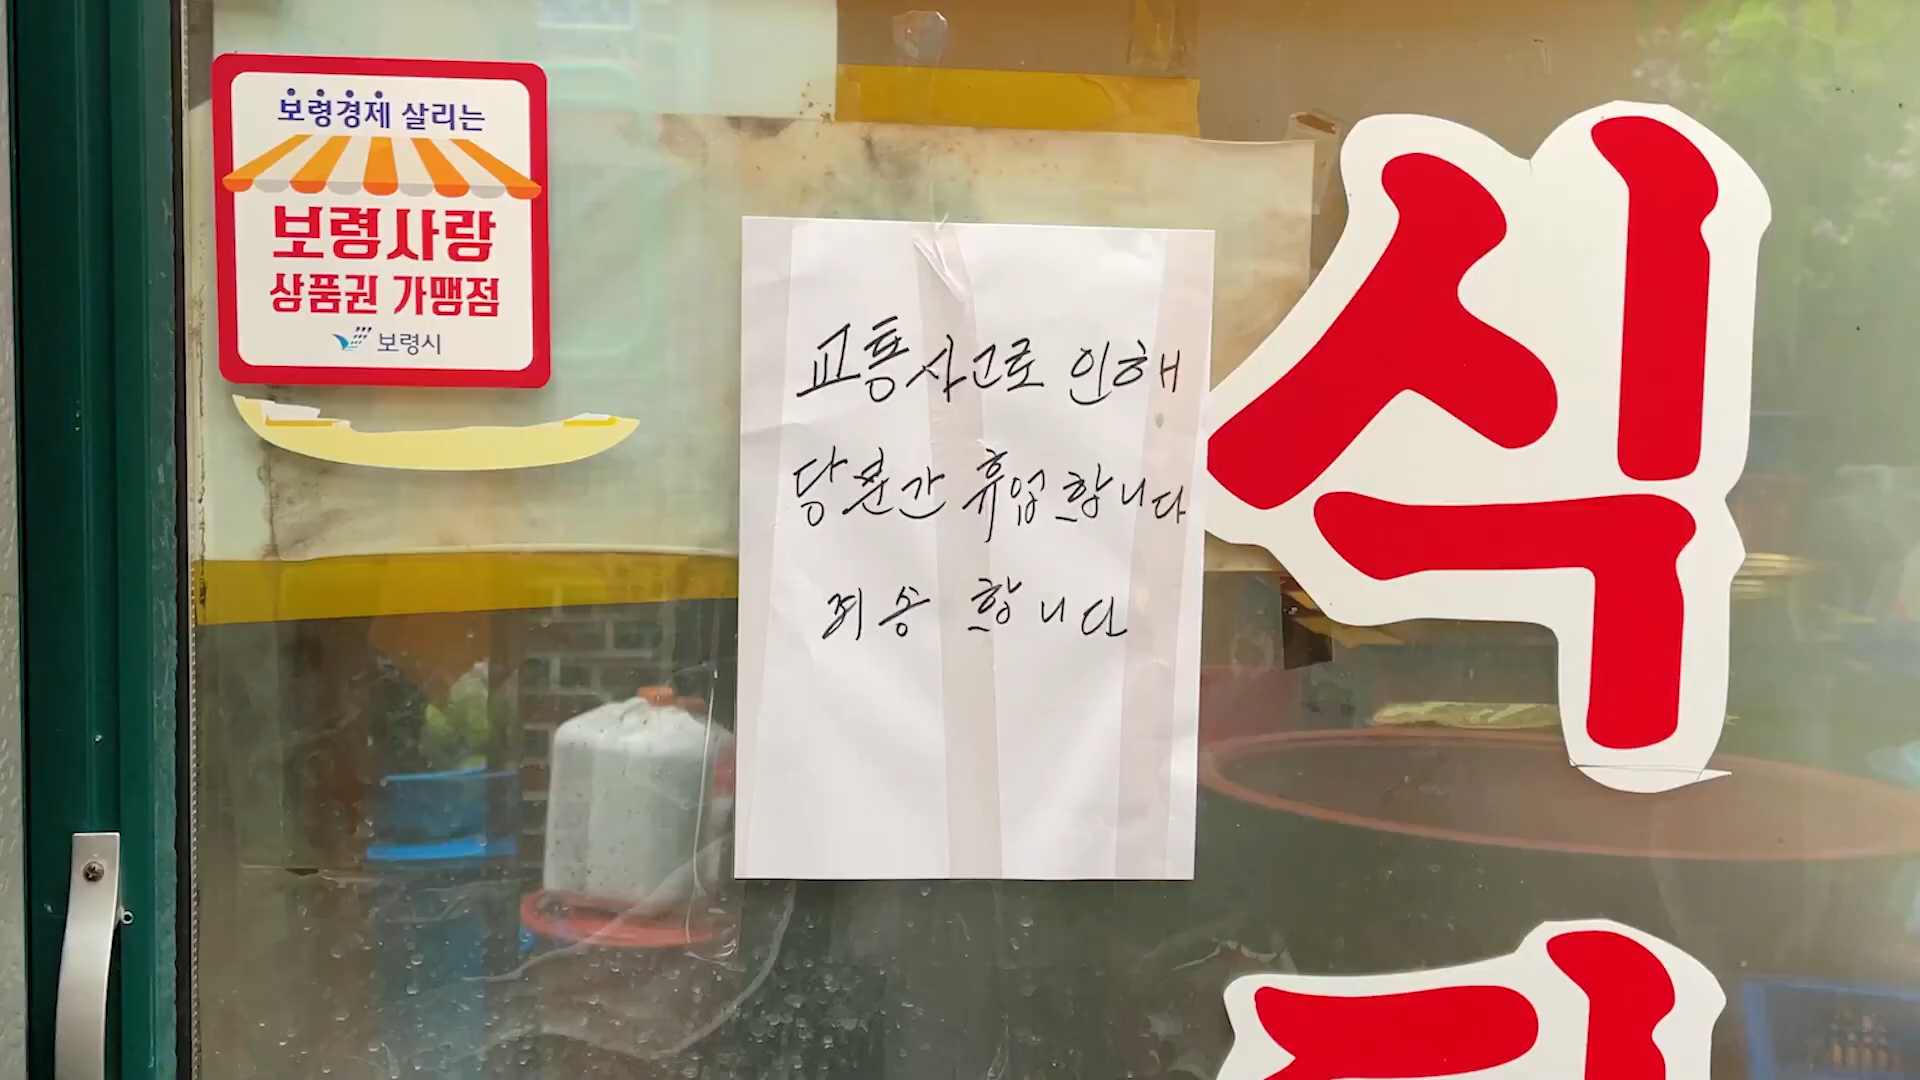 보령경제 살리는
보령사랑
상품권 가맹점
보령시
교통사고로 인해
당분간 휴업합니다
죄송합니다
식